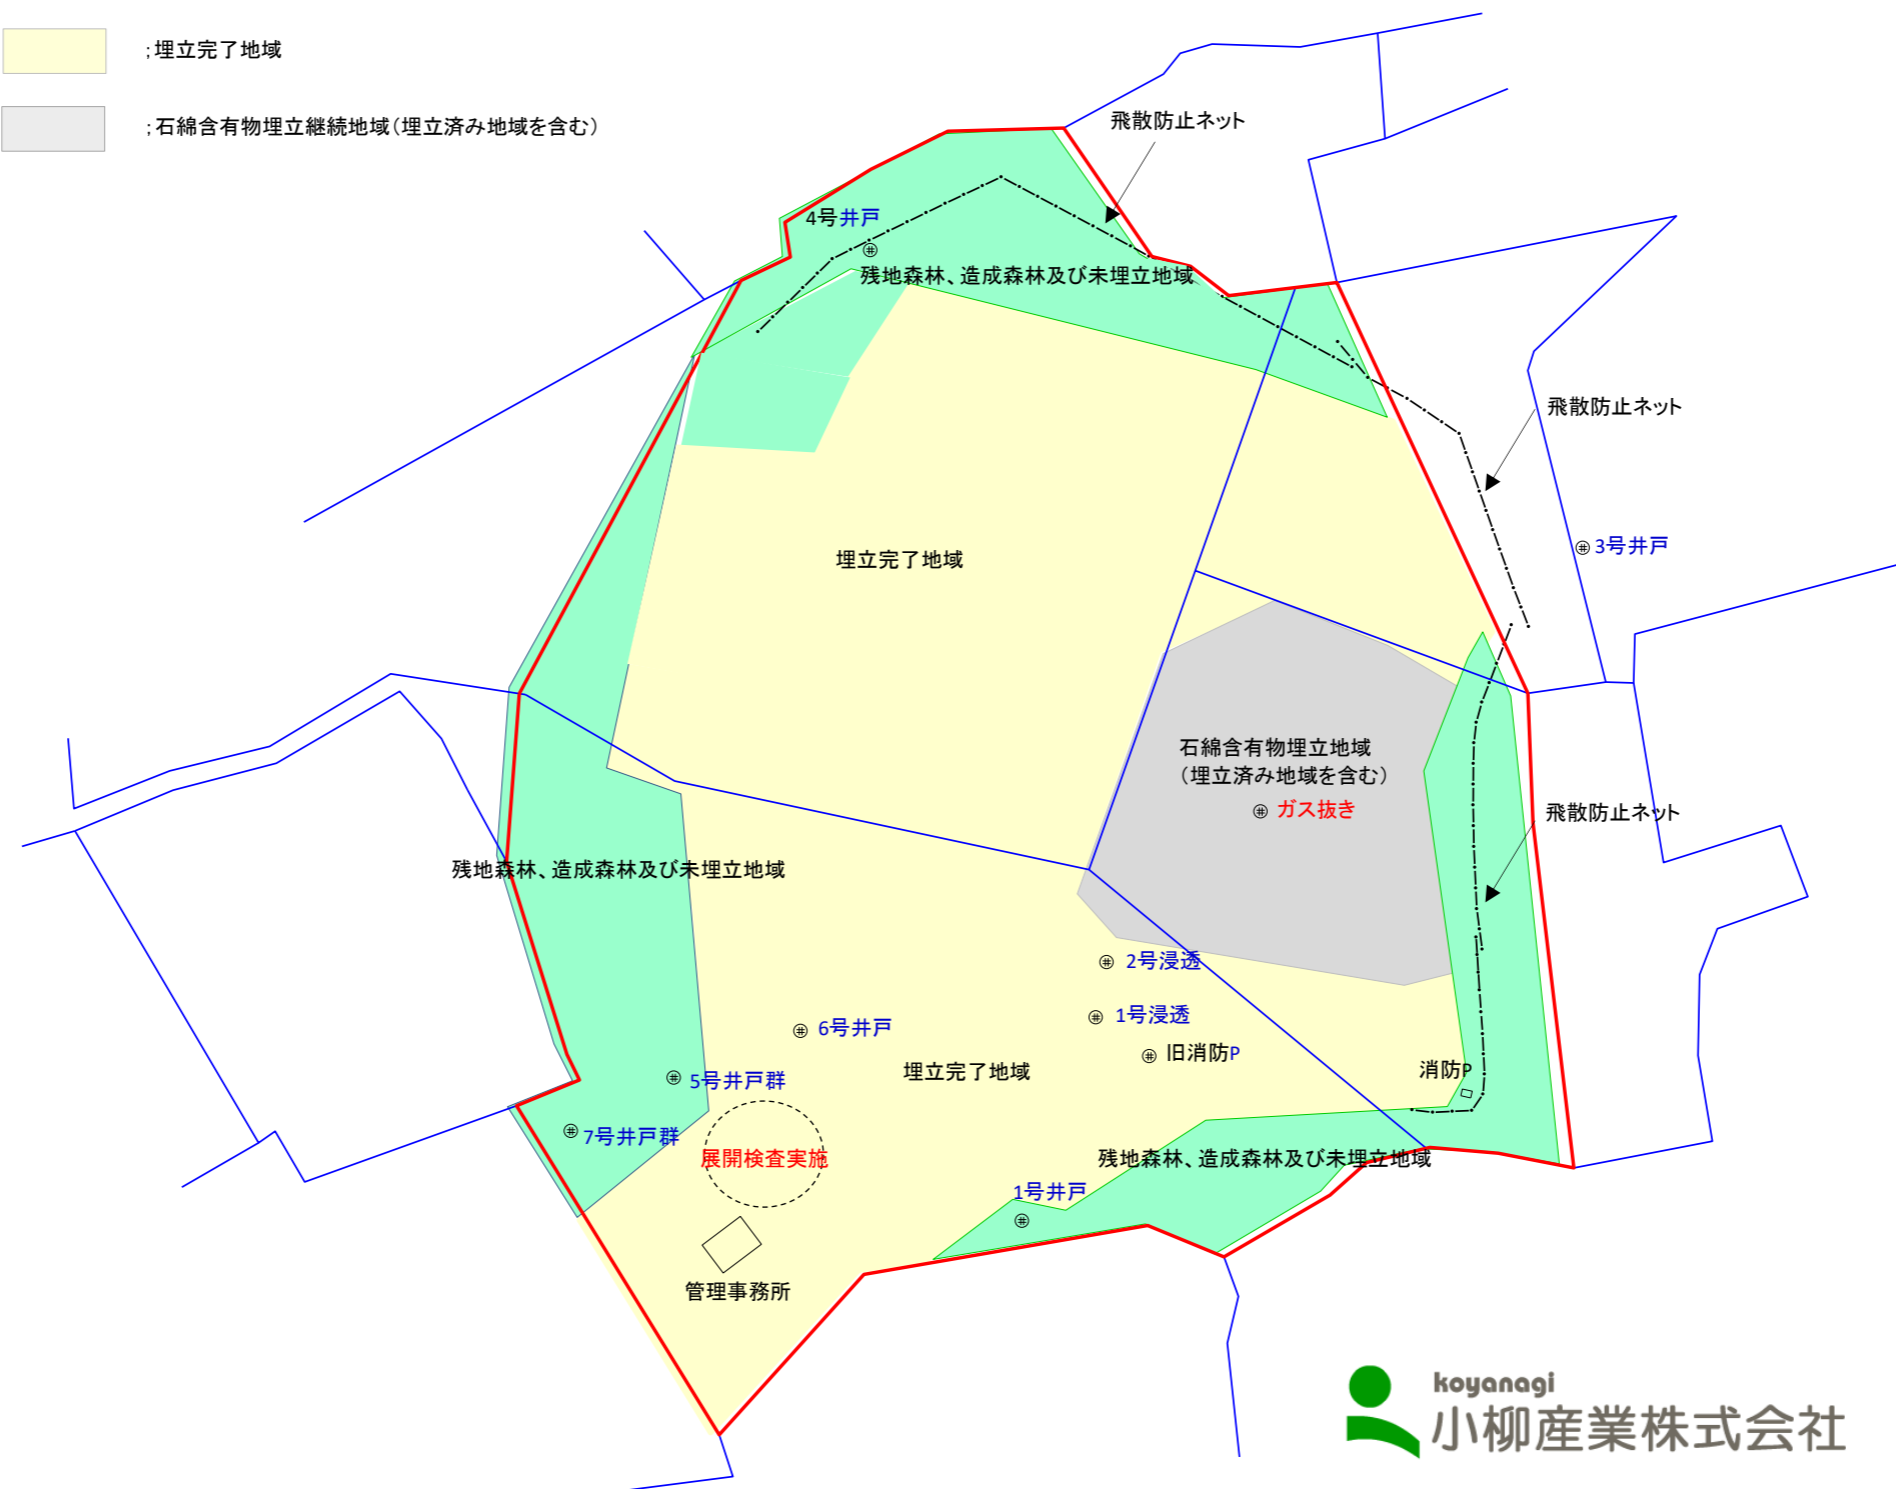 ;埋立完了地域
;石綿含有物埋立継続地域(埋立済み地域を含む)
飛散防止ネット
4号井戸
残地森林、造成森林及び未埋立地域
飛散防止ネット
3号井戸
埋立完了地域
石綿含有物埋立地域
(埋立済み地域を含む)
ガス抜き
飛散防止ネット
残地森林、造成森林及び未埋立地域
2号浸透
1号浸透
6号井戸
旧消防P
埋立完了地域
消防P
5号井戸群
7号井戸群
展開検査実施
残地森林、造成森林及び未埋立地域
1号井戸
管理事務所
koyanagi
小柳産業株式会社